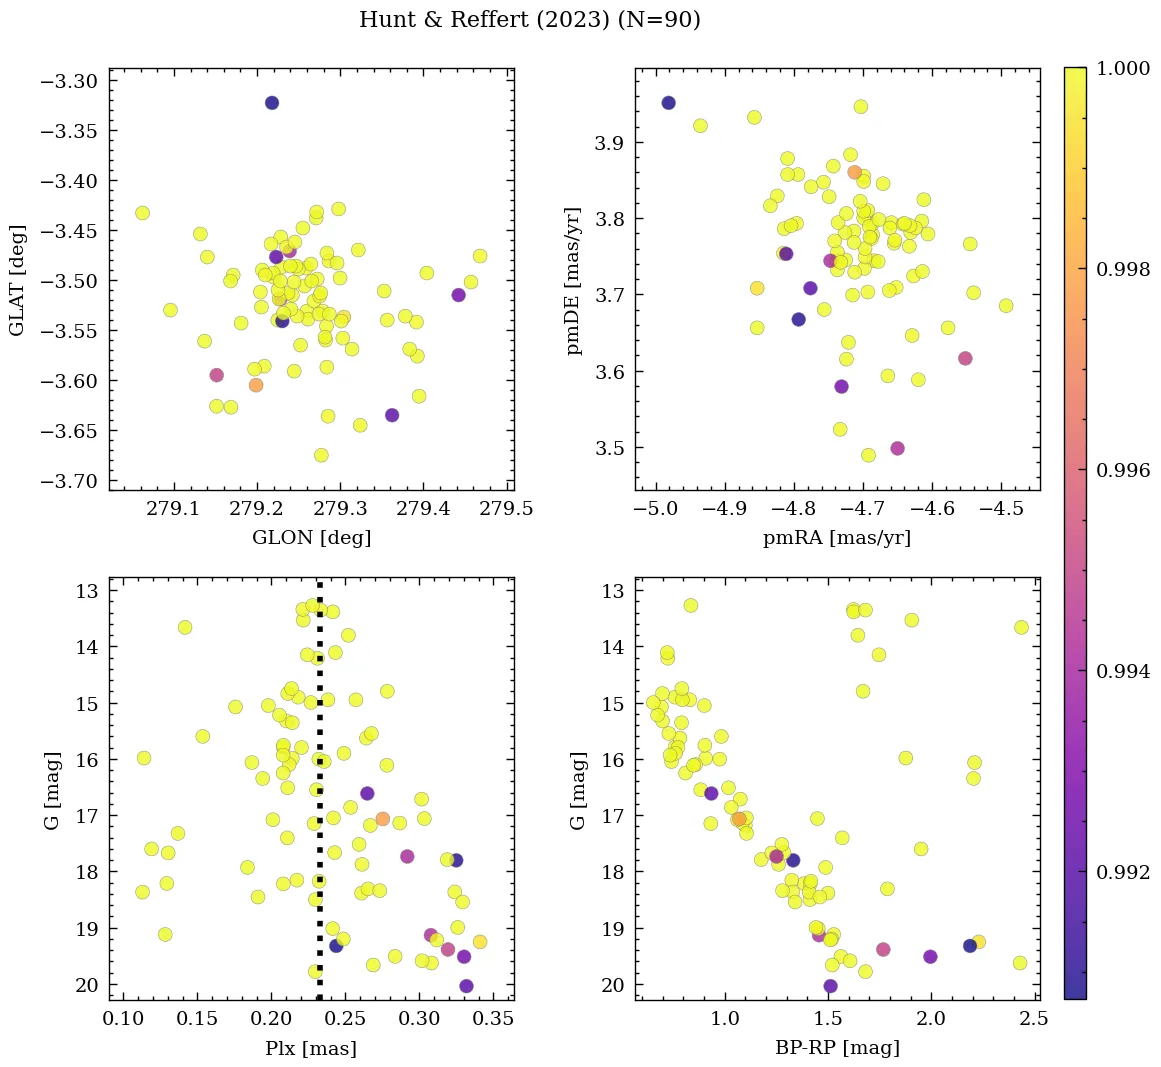 Hunt & Reffert (2023) (N=90)
−3.30
−3.35
−3.40
−3.45
−3.50
−3.55
−3.60
−3.65
−3.70
GLAT [deg]
279.1 279.2 279.3 279.4 279.5
GLON [deg]
3.9
3.8
3.7
3.6
3.5
pmDE [mas/yr]
−5.0 −4.9 −4.8 −4.7 −4.6 −4.5
pmRA [mas/yr]
13
14
15
16
17
18
19
20
G [mag]
0.10 0.15 0.20 0.25 0.30 0.35
Plx [mas]
13
14
15
16
17
18
19
20
G [mag]
1.0 1.5 2.0 2.5
BP-RP [mag]
1.000
0.998
0.996
0.994
0.992